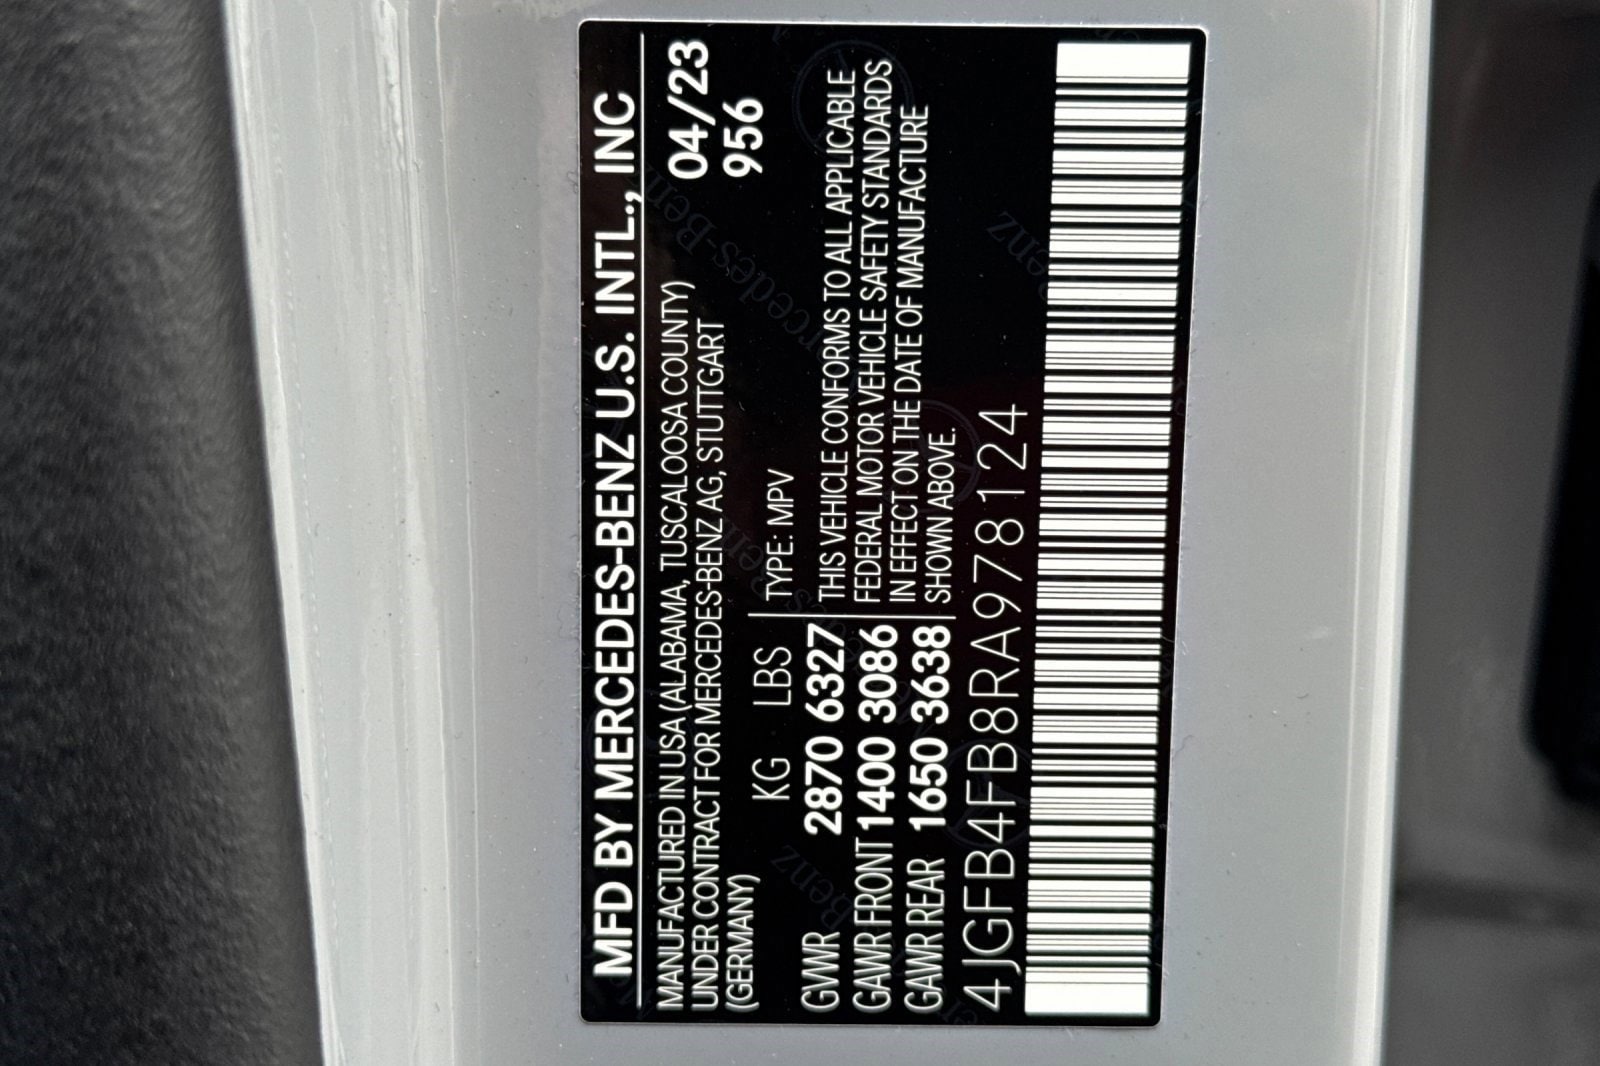 MFD BY MERCEDES-BENZ U.S. INTL., INC
MANUFACTURED IN USA (ALABAMA, TUSCALOOSA COUNTY) 04/23
UNDER CONTRACT FOR MERCEDES-BENZ AG, STUTTGART 956
(GERMANY)
KG LBS TYPE: MPV
GVWR 2870 6327
GAWR FRONT 1400 3086
GAWR REAR 1650 3638
THIS VEHICLE CONFORMS TO ALL APPLICABLE
FEDERAL MOTOR VEHICLE SAFETY STANDARDS
IN EFFECT ON THE DATE OF MANUFACTURE
SHOWN ABOVE.
4JGFB4FB8RA978124